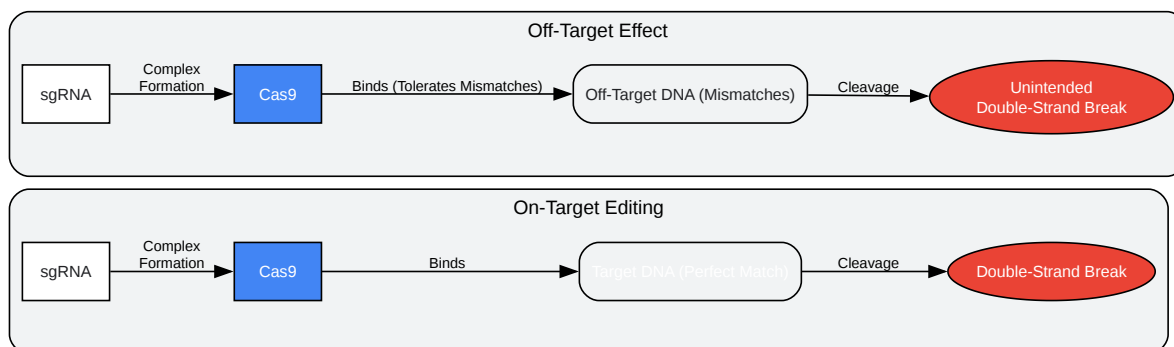 Off-Target Effect
sgRNA
Complex
Formation
Cas9
Binds (Tolerates Mismatches)
Off-Target DNA (Mismatches)
Cleavage
Unintended
Double-Strand Break
On-Target Editing
sgRNA
Complex
Formation
Cas9
Binds
Target DNA (Perfect Match)
Cleavage
Double-Strand Break